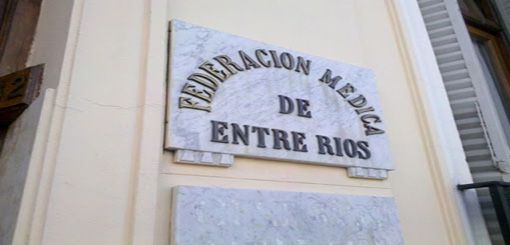 FEDERACION MEDICA
DE
ENTRE RIOS